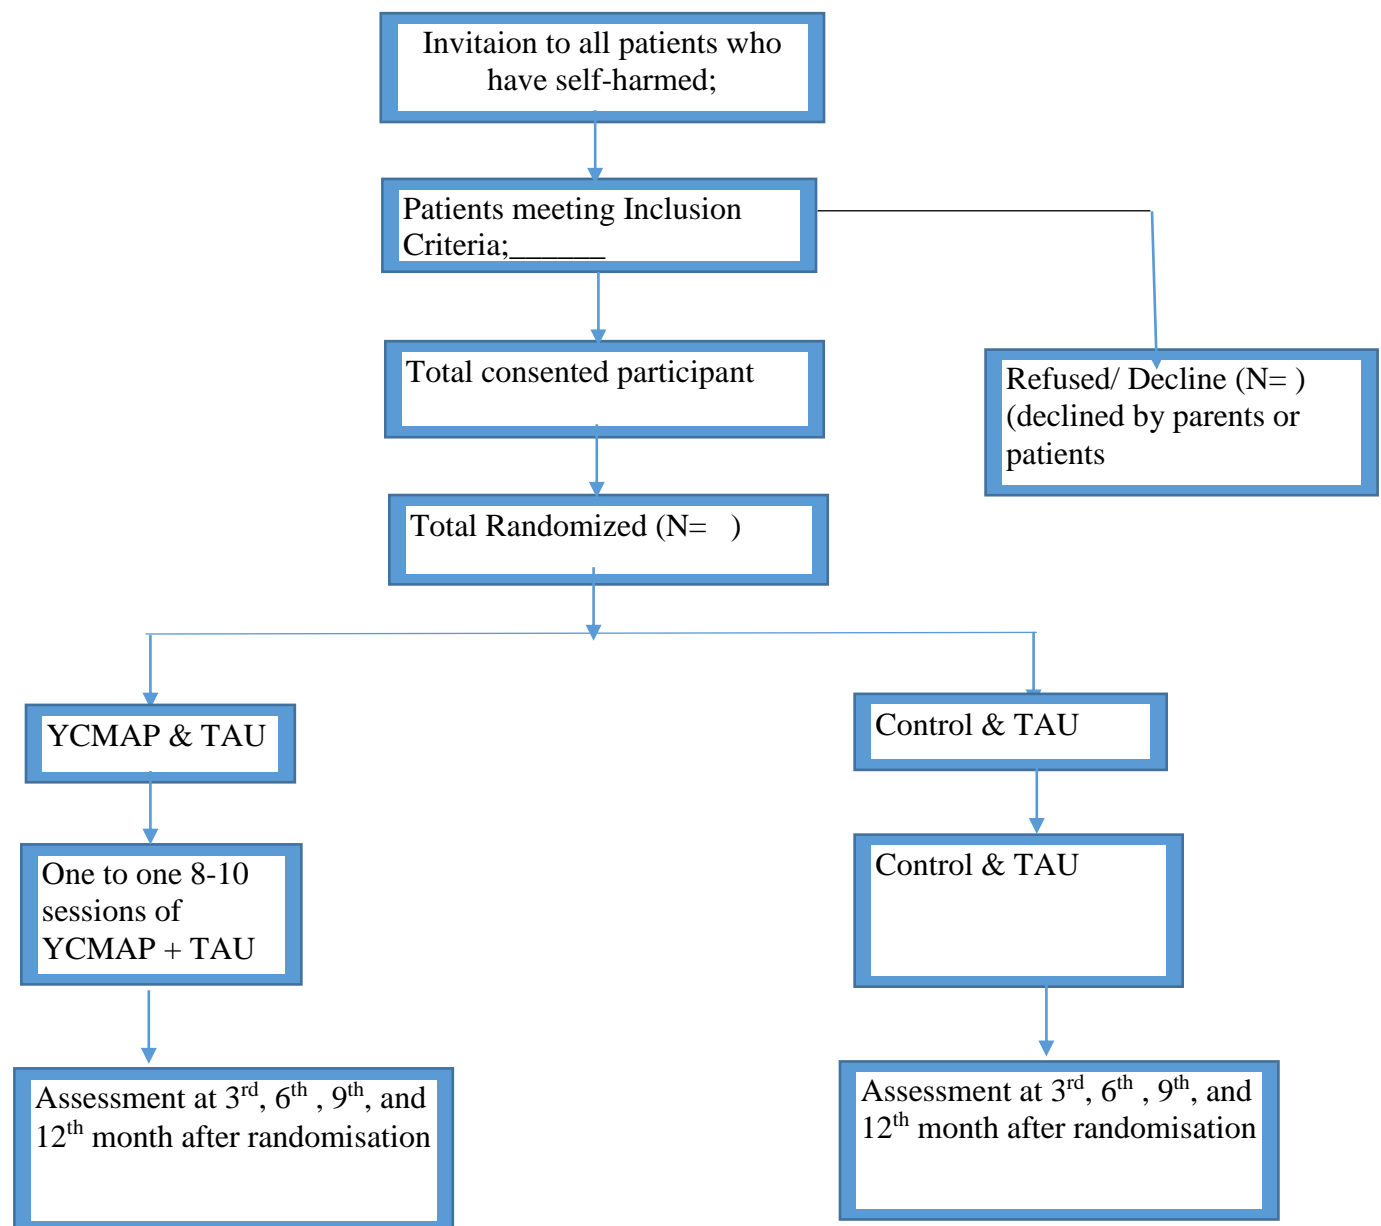 Invitaion to all patients who
have self-harmed;
Patients meeting Inclusion
Criteria;______
Total consented participant
Refused/ Decline (N= )
(declined by parents or
patients
Total Randomized (N=   )
YCMAP & TAU
Control & TAU
One to one 8-10
sessions of
YCMAP + TAU
Control & TAU
Assessment at 3rd, 6th , 9th, and
12th month after randomisation
Assessment at 3rd, 6th , 9th, and
12th month after randomisation